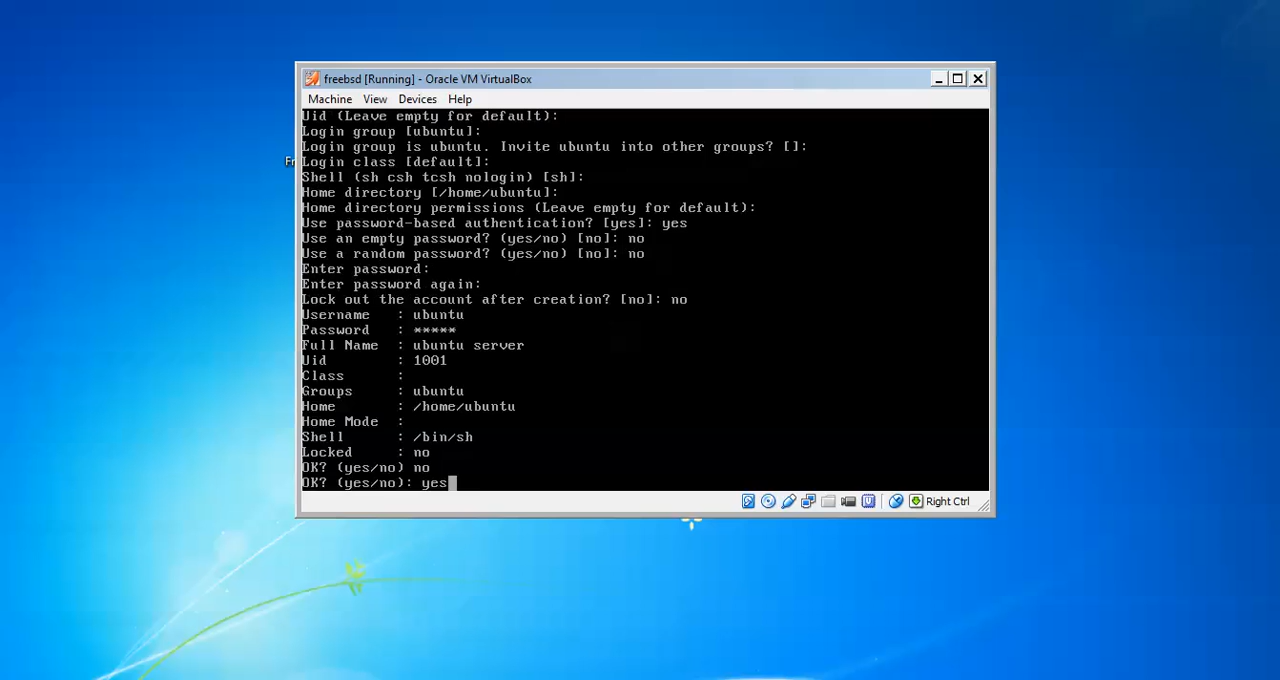 freebsd [Running] - Oracle VM VirtualBox
Machine View Devices Help
Uid (Leave empty for default):
Login group [ubuntu]:
Login group is ubuntu. Invite ubuntu into other groups? []:
Login class [default]:
Fr
Shell (sh csh tcsh nologin) [sh]:
Home directory [/home/ubuntu]:
Home directory permissions (Leave empty for default):
Use password-based authentication? [yes]: yes
Use an empty password? (yes/no) [no]: no
Use a random password? (yes/no) [no]: no
Enter password:
Enter password again:
Lock out the account after creation? [no]: no
Username : ubuntu
Password : *****
Full Name : ubuntu server
Uid : 1001
Class :
Groups : ubuntu
Home : /home/ubuntu
Home Mode :
Shell : /bin/sh
Locked : no
OK? (yes/no) no
OK? (yes/no): yes
Right Ctrl